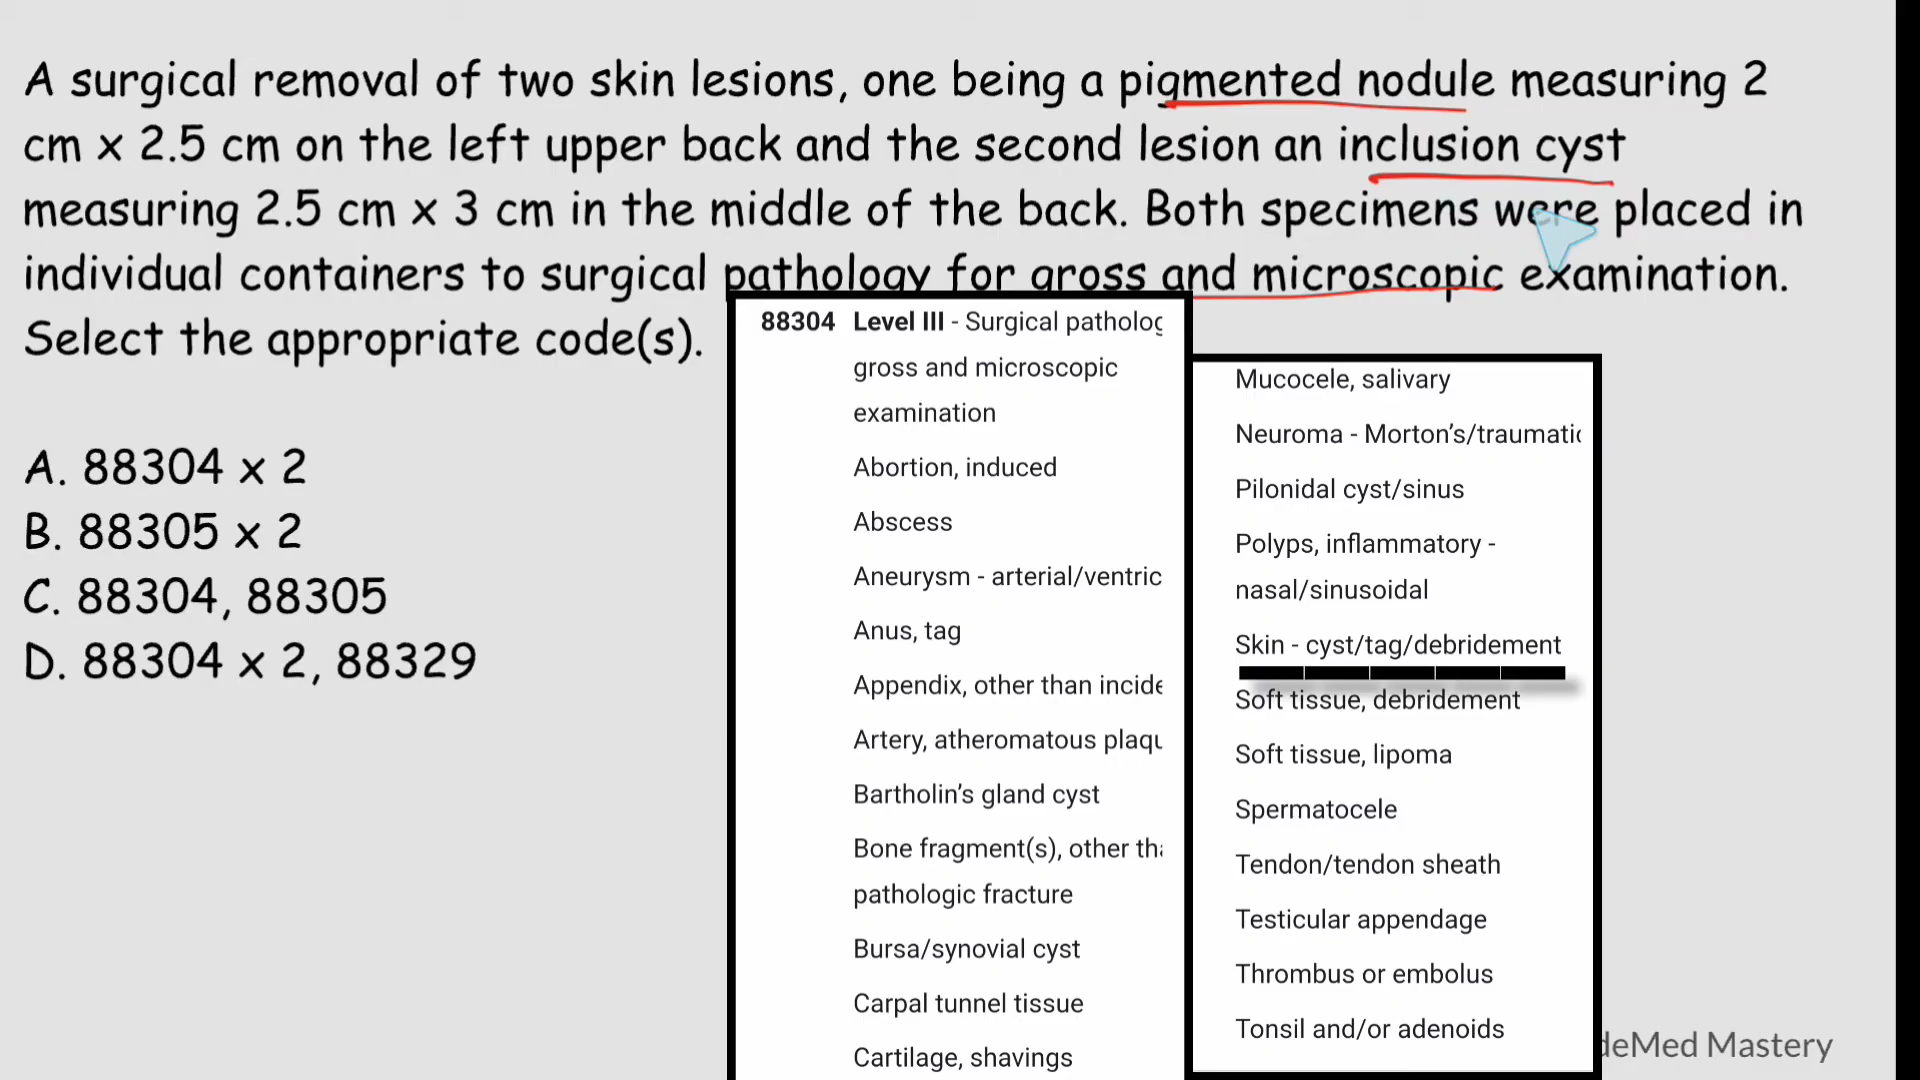 A surgical removal of two skin lesions, one being a pigmented nodule measuring 2
cm x 2.5 cm on the left upper back and the second lesion an inclusion cyst
measuring 2.5 cm x 3 cm in the middle of the back. Both specimens were placed in
individual containers to surgical pathology for gross and microscopic examination.
Select the appropriate code(s).
A. 88304 x 2
B. 88305 x 2
C. 88304, 88305
D. 88304 x 2, 88329
88304 Level III - Surgical patholog
gross and microscopic
examination
Abortion, induced
Abscess
Aneurysm - arterial/ventric
Anus, tag
Appendix, other than incide
Artery, atheromatous plaqu
Bartholin's gland cyst
Bone fragment(s), other tha
pathologic fracture
Bursa/synovial cyst
Carpal tunnel tissue
Cartilage, shavings
Mucocele, salivary
Neuroma - Morton's/traumatic
Pilonidal cyst/sinus
Polyps, inflammatory -
nasal/sinusoidal
Skin - cyst/tag/debridement
Soft tissue, debridement
Soft tissue, lipoma
Spermatocele
Tendon/tendon sheath
Testicular appendage
Thrombus or embolus
Tonsil and/or adenoids
deMed Mastery